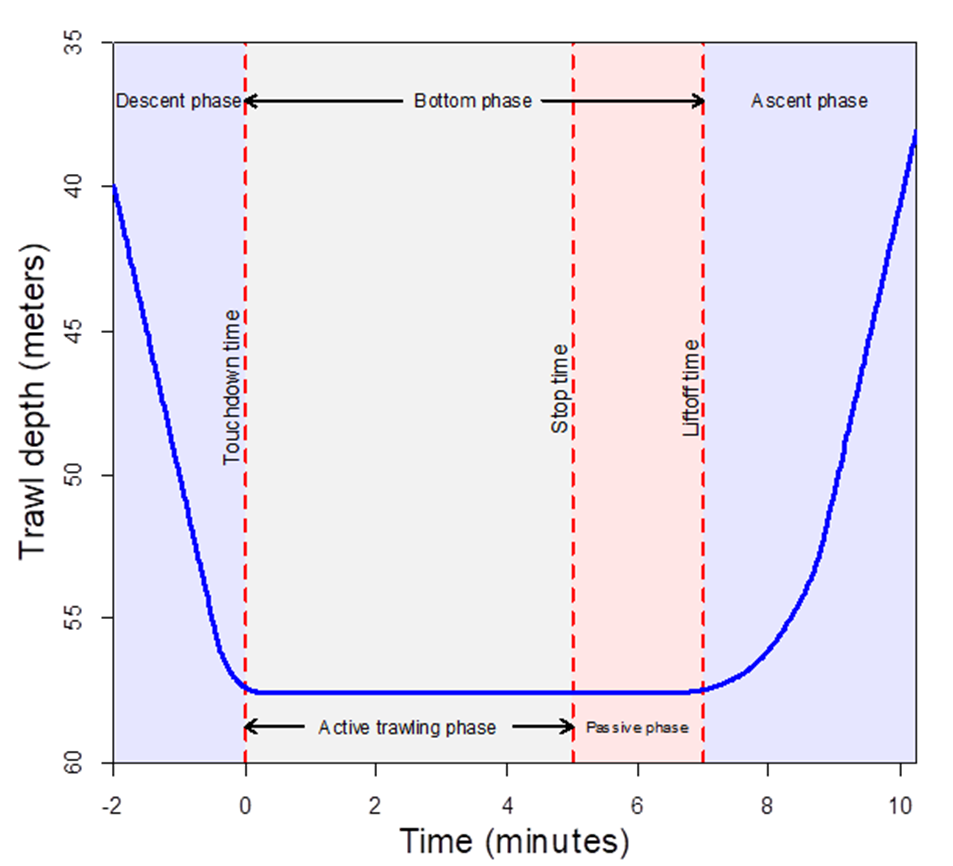 35
Descent phase
Bottom phase
Ascent phase
40
Trawl depth (meters)
45
Touchdown time
Stop time
Liftoff time
50
55
Active trawling phase
Passive phase
60
-2
0
2
4
6
8
10
Time (minutes)